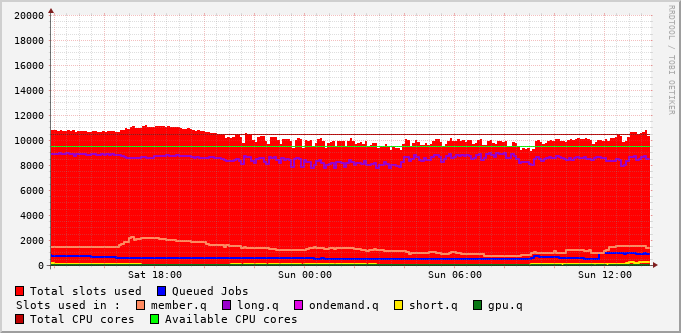 20000
18000
16000
14000
12000
10000
8000
6000
4000
2000
0
Sat 18:00 Sun 00:00 Sun 06:00 Sun 12:00
RRDTOOL / TOBI OETIKER
Total slots used Queued Jobs
Slots used in : member.q long.q ondemand.q short.q gpu.q
Total CPU cores Available CPU cores